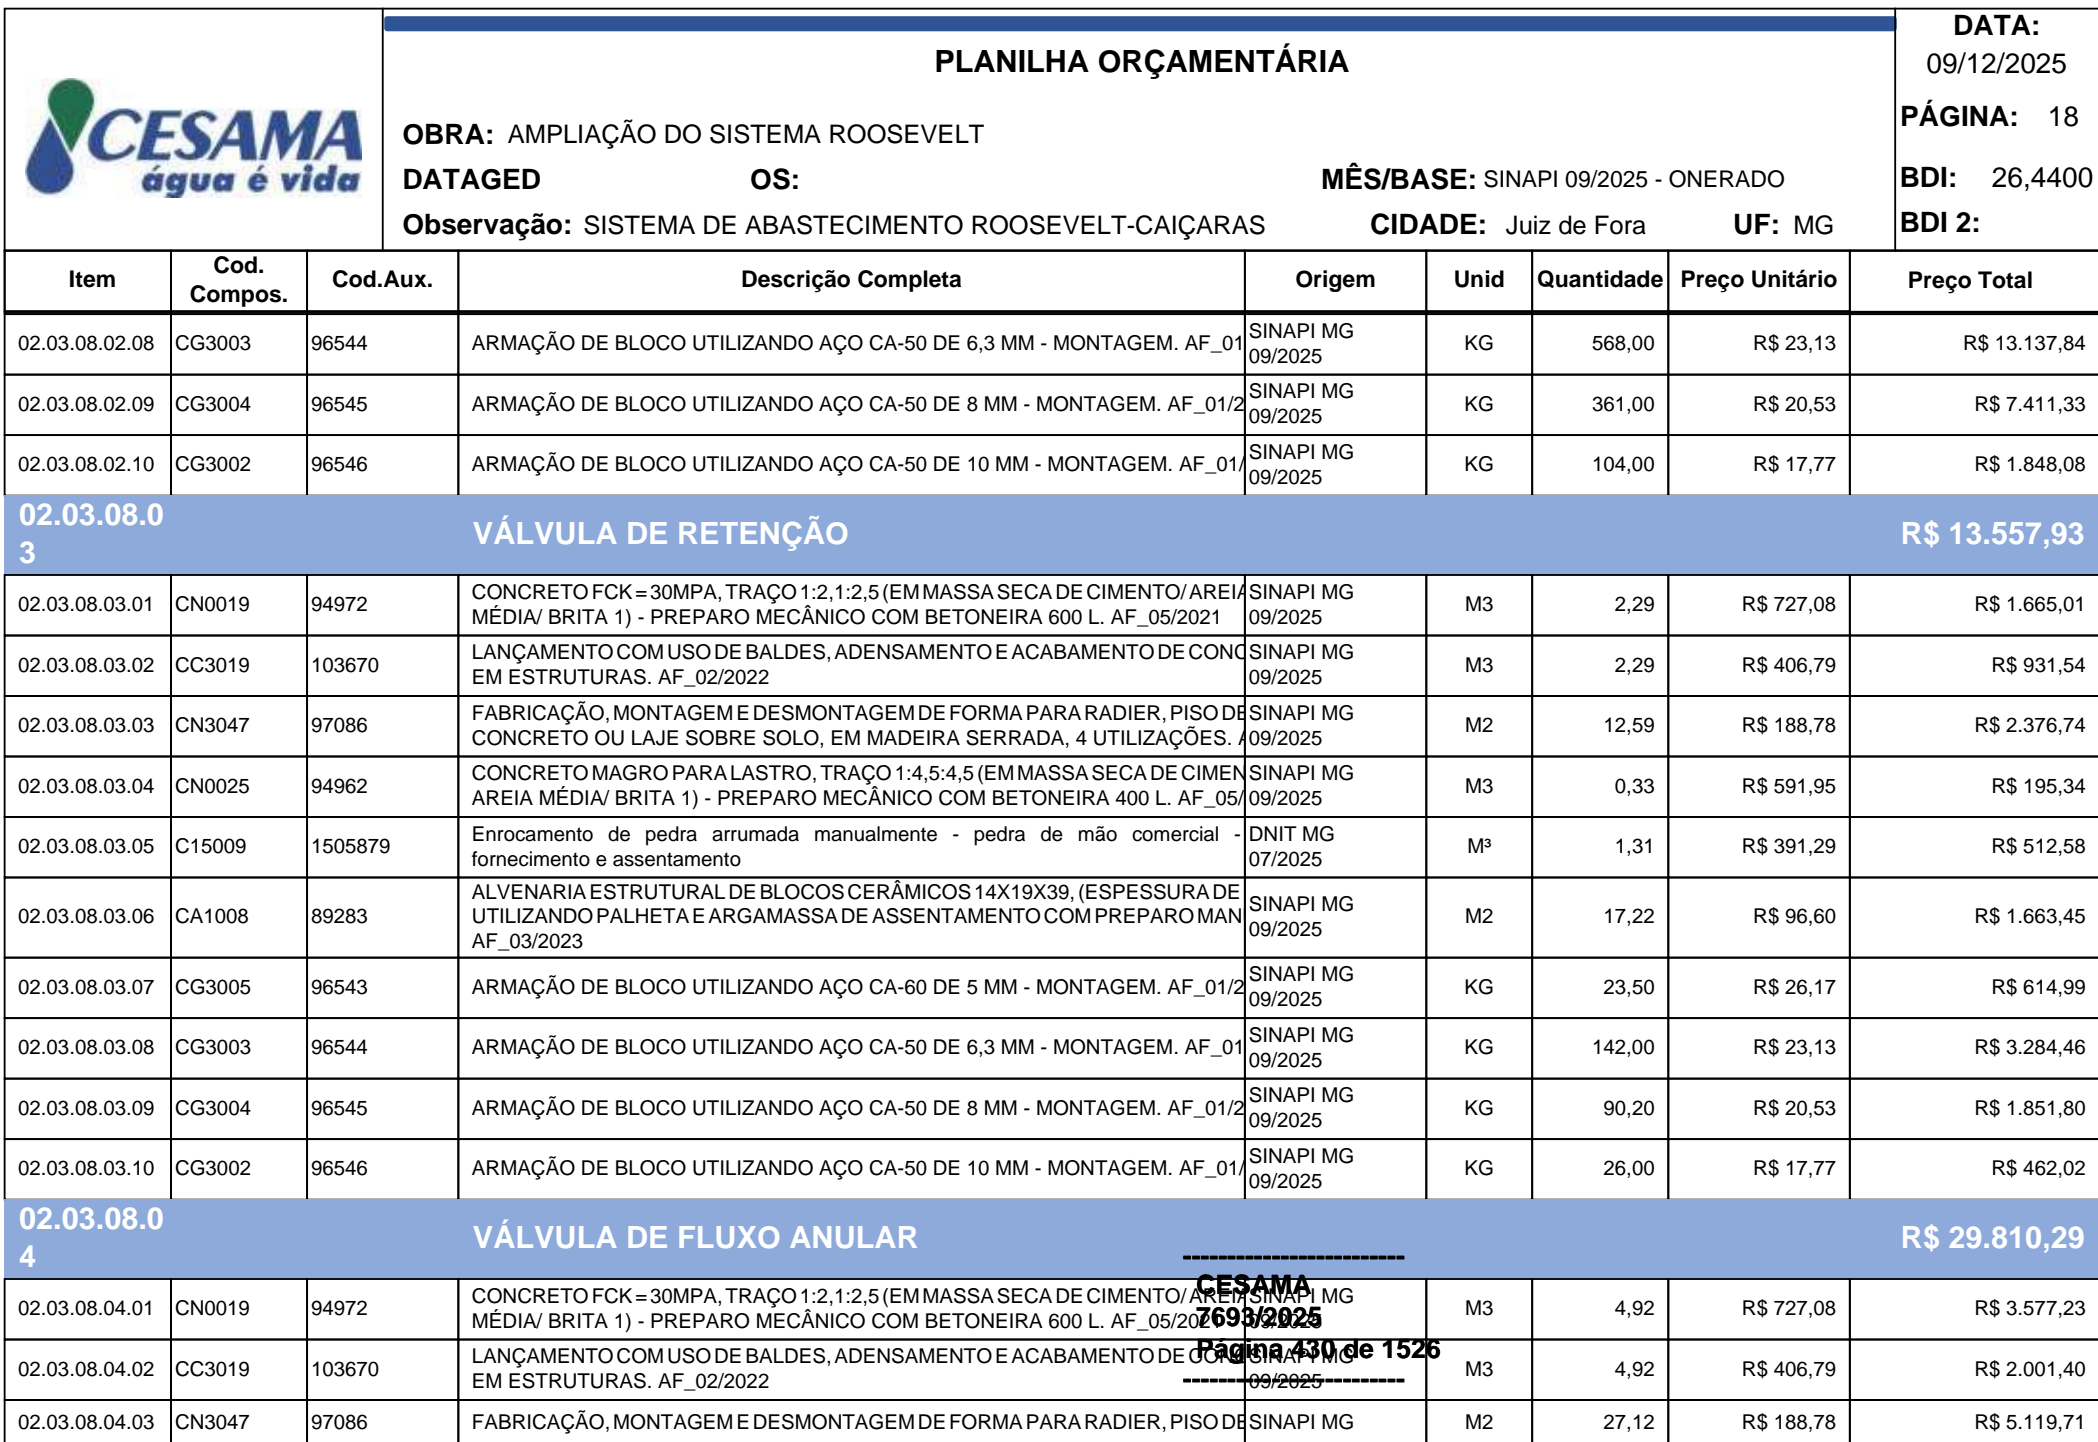 CESAMA
água é vida
PLANILHA ORÇAMENTÁRIA
OBRA: AMPLIAÇÃO DO SISTEMA ROOSEVELT
DATAGED OS: MÊS/BASE: SINAPI 09/2025 - ONERADO
Observação: SISTEMA DE ABASTECIMENTO ROOSEVELT-CAIÇARAS CIDADE: Juiz de Fora UF: MG
DATA:
09/12/2025
PÁGINA: 18
BDI: 26,4400
BDI 2:
Item Cod. Compos. Cod.Aux. Descrição Completa Origem Unid Quantidade Preço Unitário Preço Total
02.03.08.02.08 CG3003 96544 ARMAÇÃO DE BLOCO UTILIZANDO AÇO CA-50 DE 6,3 MM - MONTAGEM. AF_01 SINAPI MG 09/2025 KG 568,00 R$ 23,13 R$ 13.137,84
02.03.08.02.09 CG3004 96545 ARMAÇÃO DE BLOCO UTILIZANDO AÇO CA-50 DE 8 MM - MONTAGEM. AF_01/2 SINAPI MG 09/2025 KG 361,00 R$ 20,53 R$ 7.411,33
02.03.08.02.10 CG3002 96546 ARMAÇÃO DE BLOCO UTILIZANDO AÇO CA-50 DE 10 MM - MONTAGEM. AF_01/ SINAPI MG 09/2025 KG 104,00 R$ 17,77 R$ 1.848,08
02.03.08.03 VÁLVULA DE RETENÇÃO R$ 13.557,93
02.03.08.03.01 CN0019 94972 CONCRETO FCK = 30MPA, TRAÇO 1:2,1:2,5 (EM MASSA SECA DE CIMENTO/ AREIA SINAPI MG
MÉDIA/ BRITA 1) - PREPARO MECÂNICO COM BETONEIRA 600 L. AF_05/2021 09/2025 M3 2,29 R$ 727,08 R$ 1.665,01
02.03.08.03.02 CC3019 103670 LANÇAMENTO COM USO DE BALDES, ADENSAMENTO E ACABAMENTO DE CONC SINAPI MG
EM ESTRUTURAS. AF_02/2022 09/2025 M3 2,29 R$ 406,79 R$ 931,54
02.03.08.03.03 CN3047 97086 FABRICAÇÃO, MONTAGEM E DESMONTAGEM DE FORMA PARA RADIER, PISO DE SINAPI MG
CONCRETO OU LAJE SOBRE SOLO, EM MADEIRA SERRADA, 4 UTILIZAÇÕES. 09/2025 M2 12,59 R$ 188,78 R$ 2.376,74
02.03.08.03.04 CN0025 94962 CONCRETO MAGRO PARA LASTRO, TRAÇO 1:4,5:4,5 (EM MASSA SECA DE CIMEN SINAPI MG
AREIA MÉDIA/ BRITA 1) - PREPARO MECÂNICO COM BETONEIRA 400 L. AF_05/ 09/2025 M3 0,33 R$ 591,95 R$ 195,34
02.03.08.03.05 C15009 1505879 Enrocamento de pedra arrumada manualmente - pedra de mão comercial - DNIT MG
fornecimento e assentamento 07/2025 M³ 1,31 R$ 391,29 R$ 512,58
02.03.08.03.06 CA1008 89283 ALVENARIA ESTRUTURAL DE BLOCOS CERÂMICOS 14X19X39, (ESPESSURA DE
UTILIZANDO PALHETA E ARGAMASSA DE ASSENTAMENTO COM PREPARO MAN SINAPI MG
AF_03/2023 09/2025 M2 17,22 R$ 96,60 R$ 1.663,45
02.03.08.03.07 CG3005 96543 ARMAÇÃO DE BLOCO UTILIZANDO AÇO CA-60 DE 5 MM - MONTAGEM. AF_01/2 SINAPI MG 09/2025 KG 23,50 R$ 26,17 R$ 614,99
02.03.08.03.08 CG3003 96544 ARMAÇÃO DE BLOCO UTILIZANDO AÇO CA-50 DE 6,3 MM - MONTAGEM. AF_01 SINAPI MG 09/2025 KG 142,00 R$ 23,13 R$ 3.284,46
02.03.08.03.09 CG3004 96545 ARMAÇÃO DE BLOCO UTILIZANDO AÇO CA-50 DE 8 MM - MONTAGEM. AF_01/2 SINAPI MG 09/2025 KG 90,20 R$ 20,53 R$ 1.851,80
02.03.08.03.10 CG3002 96546 ARMAÇÃO DE BLOCO UTILIZANDO AÇO CA-50 DE 10 MM - MONTAGEM. AF_01/ SINAPI MG 09/2025 KG 26,00 R$ 17,77 R$ 462,02
02.03.08.04 VÁLVULA DE FLUXO ANULAR R$ 29.810,29
02.03.08.04.01 CN0019 94972 CONCRETO FCK = 30MPA, TRAÇO 1:2,1:2,5 (EM MASSA SECA DE CIMENTO/ AREIA SINAPI MG
MÉDIA/ BRITA 1) - PREPARO MECÂNICO COM BETONEIRA 600 L. AF_05/2021 09/2025 M3 4,92 R$ 727,08 R$ 3.577,23
02.03.08.04.02 CC3019 103670 LANÇAMENTO COM USO DE BALDES, ADENSAMENTO E ACABAMENTO DE CONC SINAPI MG
EM ESTRUTURAS. AF_02/2022 09/2025 M3 4,92 R$ 406,79 R$ 2.001,40
02.03.08.04.03 CN3047 97086 FABRICAÇÃO, MONTAGEM E DESMONTAGEM DE FORMA PARA RADIER, PISO DE SINAPI MG M2 27,12 R$ 188,78 R$ 5.119,71
-------------------------
CESAMA
7693/2025
Página 430 de 1526
-------------------------